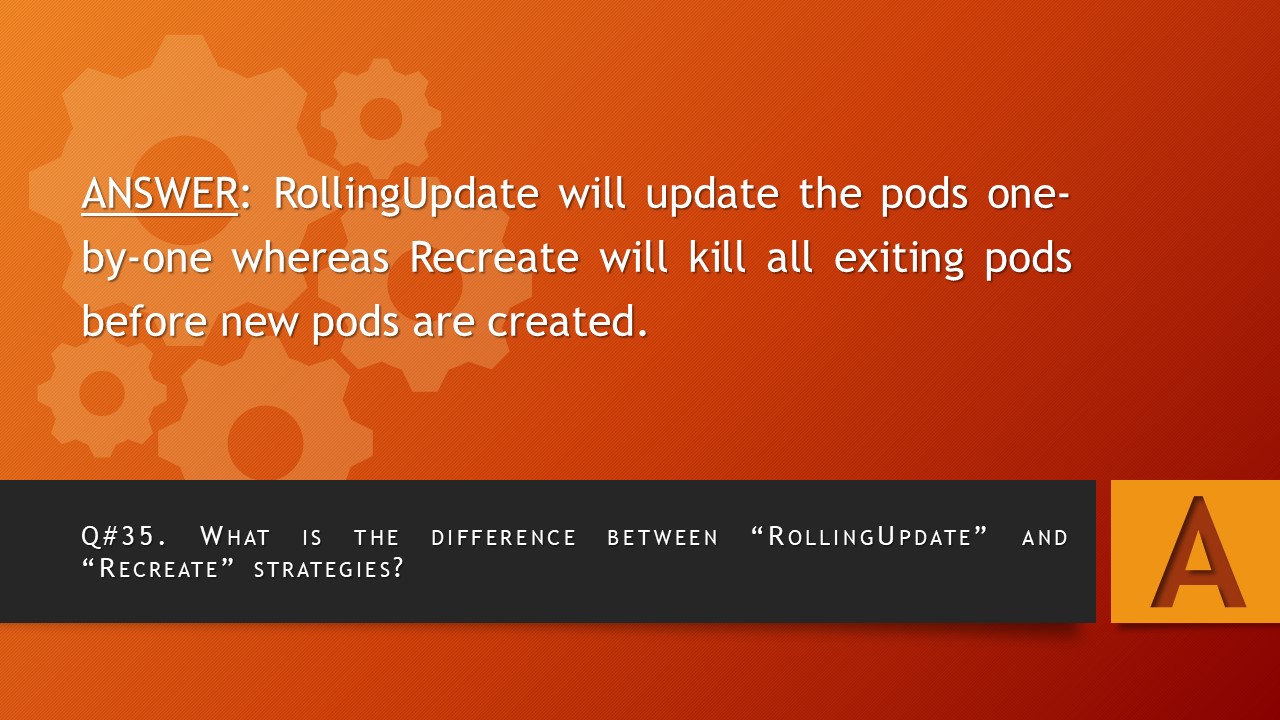 ANSWER: RollingUpdate will update the pods one-
by-one whereas Recreate will kill all exiting pods
before new pods are created.
Q#35. What is the difference between “RollingUpdate” and
“Recreate” strategies?
A